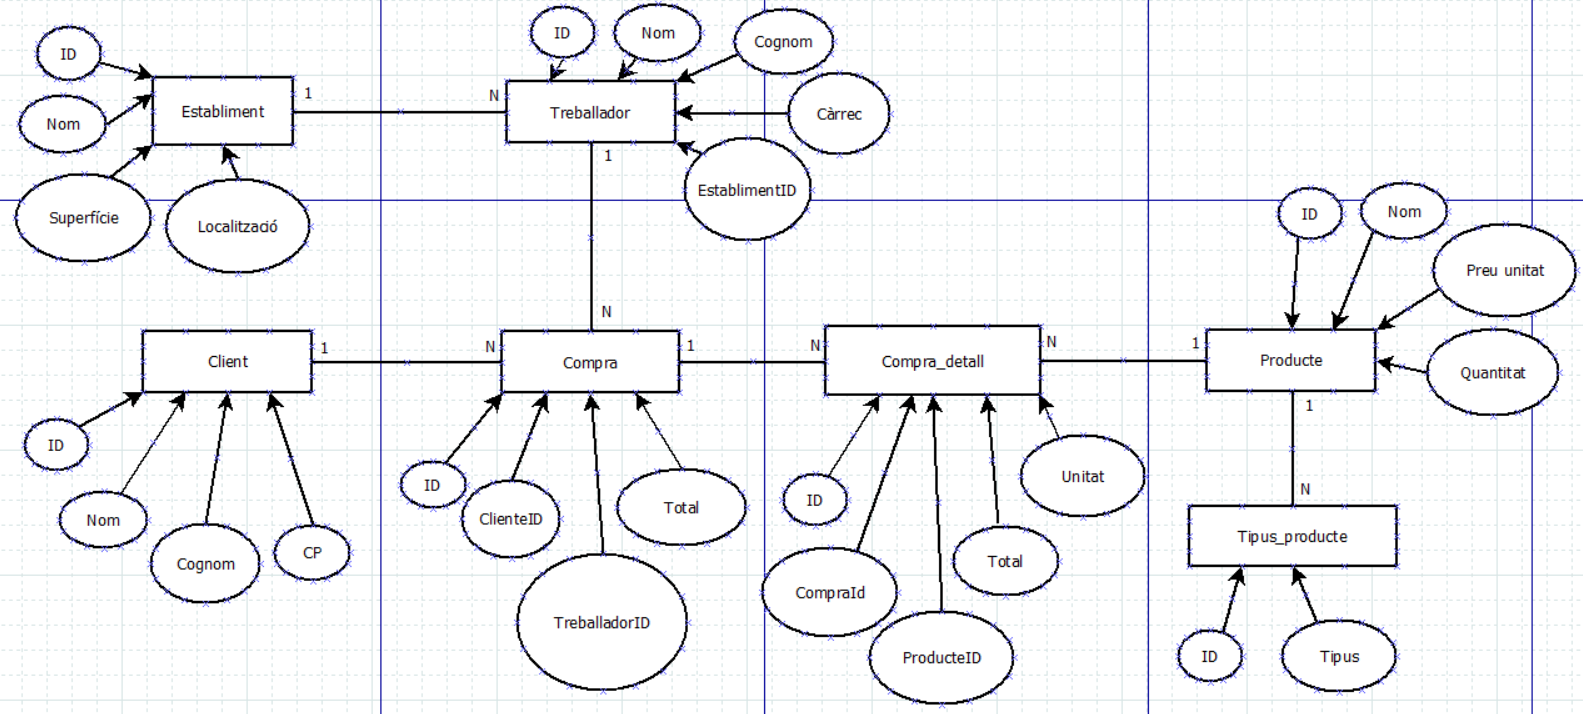 ID
Nom
Superfície
Localització
Establiment
1
N
Treballador
ID
Nom
Cognom
Càrrec
EstablimentID
1
N
Client
1
N
Compra
1
N
Compra_detall
N
1
Producte
ID
Nom
Preu unitat
Quantitat
1
N
Tipus_producte
ID
Tipus
ID
Nom
Cognom
CP
ID
ClienteID
TreballadorID
Total
ID
CompraId
ProducteID
Total
Unitat